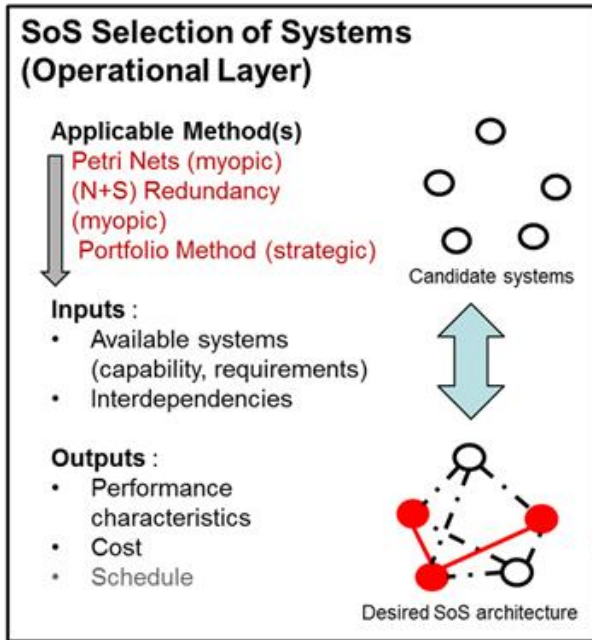 SoS Selection of Systems
(Operational Layer)
Applicable Method(s)
Petri Nets (myopic)
(N+S) Redundancy
(myopic)
Portfolio Method (strategic)
Candidate systems
Inputs :
• Available systems
(capability, requirements)
• Interdependencies
Outputs :
• Performance
characteristics
• Cost
• Schedule
Desired SoS architecture